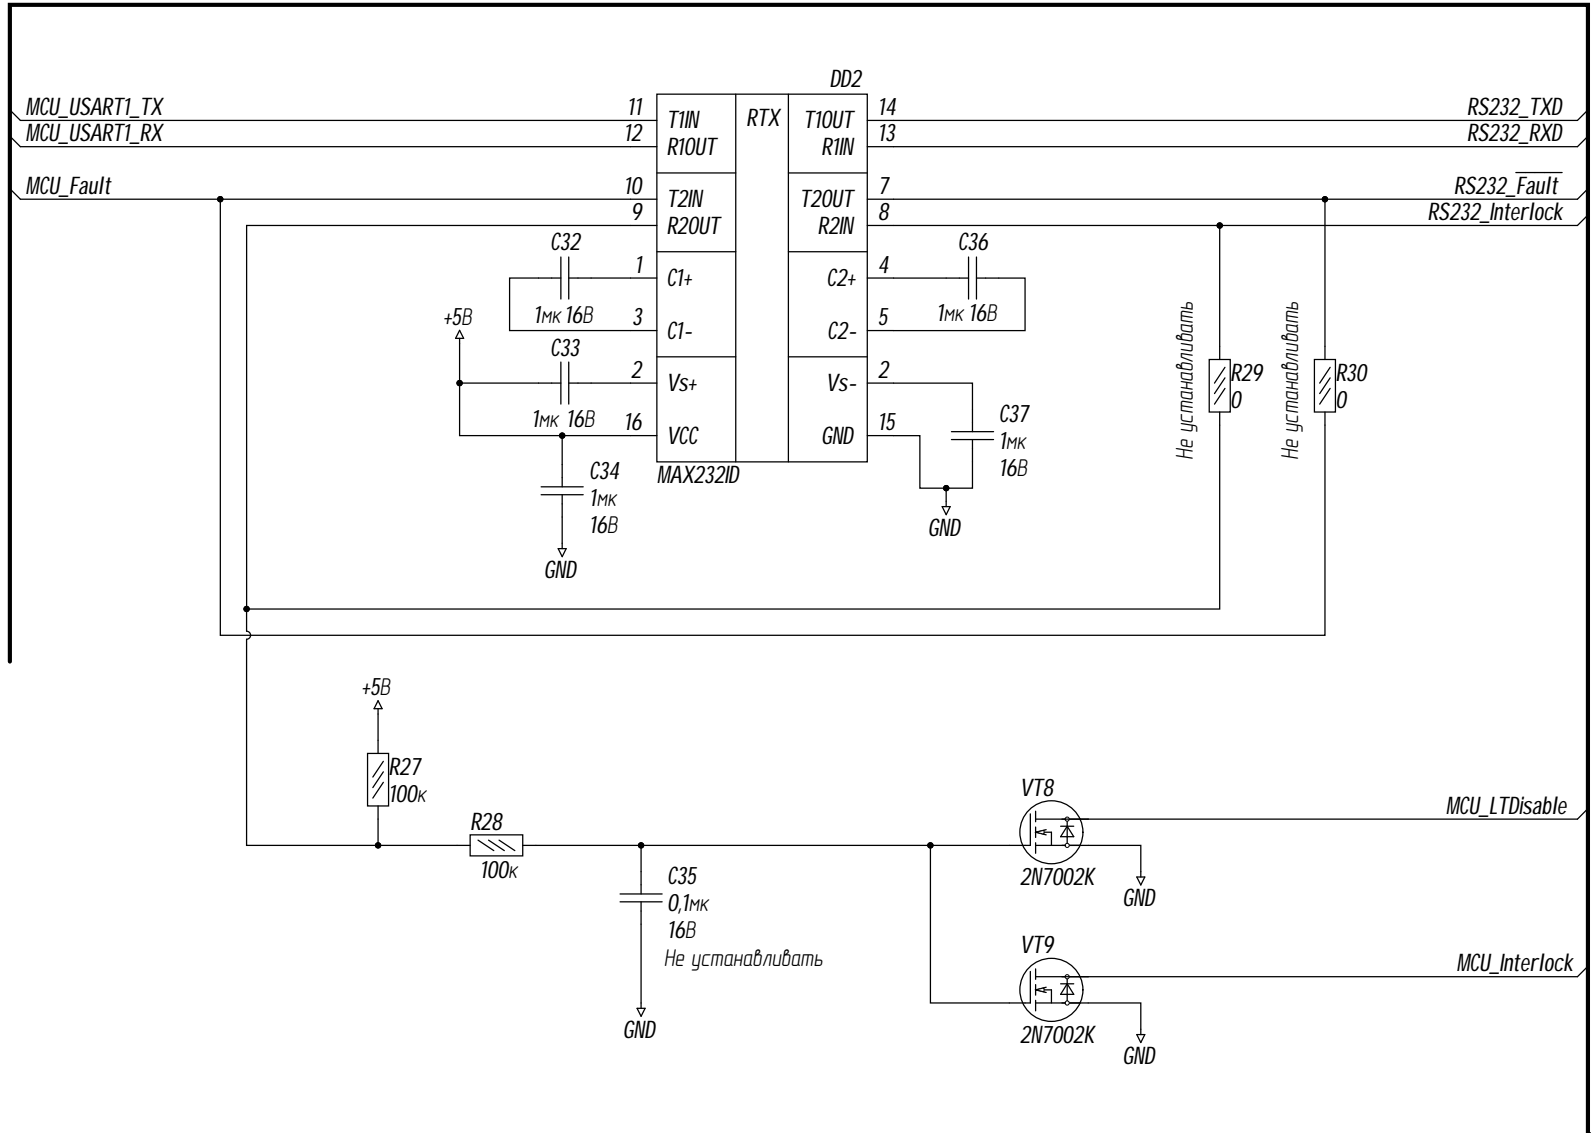 DD2
MCU_USART1_TX
11
T1IN
RTX
T1OUT
14
RS232_TXD
MCU_USART1_RX
12
R1OUT
R1IN
13
RS232_RXD
MCU_Fault
10
T2IN
T2OUT
7
RS232_Fault
9
R2OUT
R2IN
8
RS232_Interlock
C32
1мк 16В
1
C1+
C2+
4
C36
1мк 16В
3
C1-
C2-
5
+5В
C33
1мк 16В
2
Vs+
Vs-
2
C37
1мк
16В
16
VCC
GND
15
MAX232ID
GND
C34
1мк
16В
GND
Не устанавливать
R29
0
Не устанавливать
R30
0
+5В
R27
100к
R28
100к
C35
0,1мк
16В
Не устанавливать
GND
VT8
2N7002K
GND
MCU_LTDisable
VT9
2N7002K
GND
MCU_Interlock